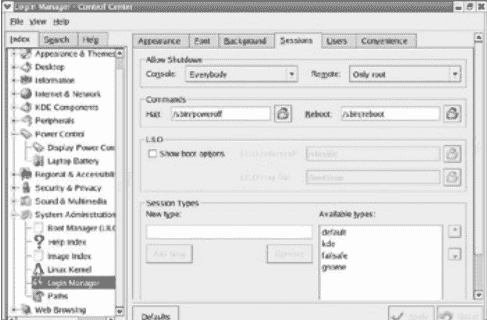 Login Manager - Control Center
File View Help
Index Search Help
Appearance & Themes
Desktop
Information
Internet & Network
KDE Components
Peripherals
Power Control
Display Power Con
Laptop Battery
Regional & Accessibilit
Security & Privacy
Sound & Multimedia
System Administration
Boot Manager (LILO
Help Index
Image Index
Linux Kernel
Login Manager
Paths
Web Browsing
Appearance Font Background Sessions Users Convenience
Allow Shutdown
Console: Everybody Remote: Only root
Commands
Halt: /sbin/poweroff Reboot: /sbin/reboot
LILO
Show boot options
Session Types
New type: Available types:
default
kde
failsafe
gnome
Add New Remove
Defaults Apply Reset